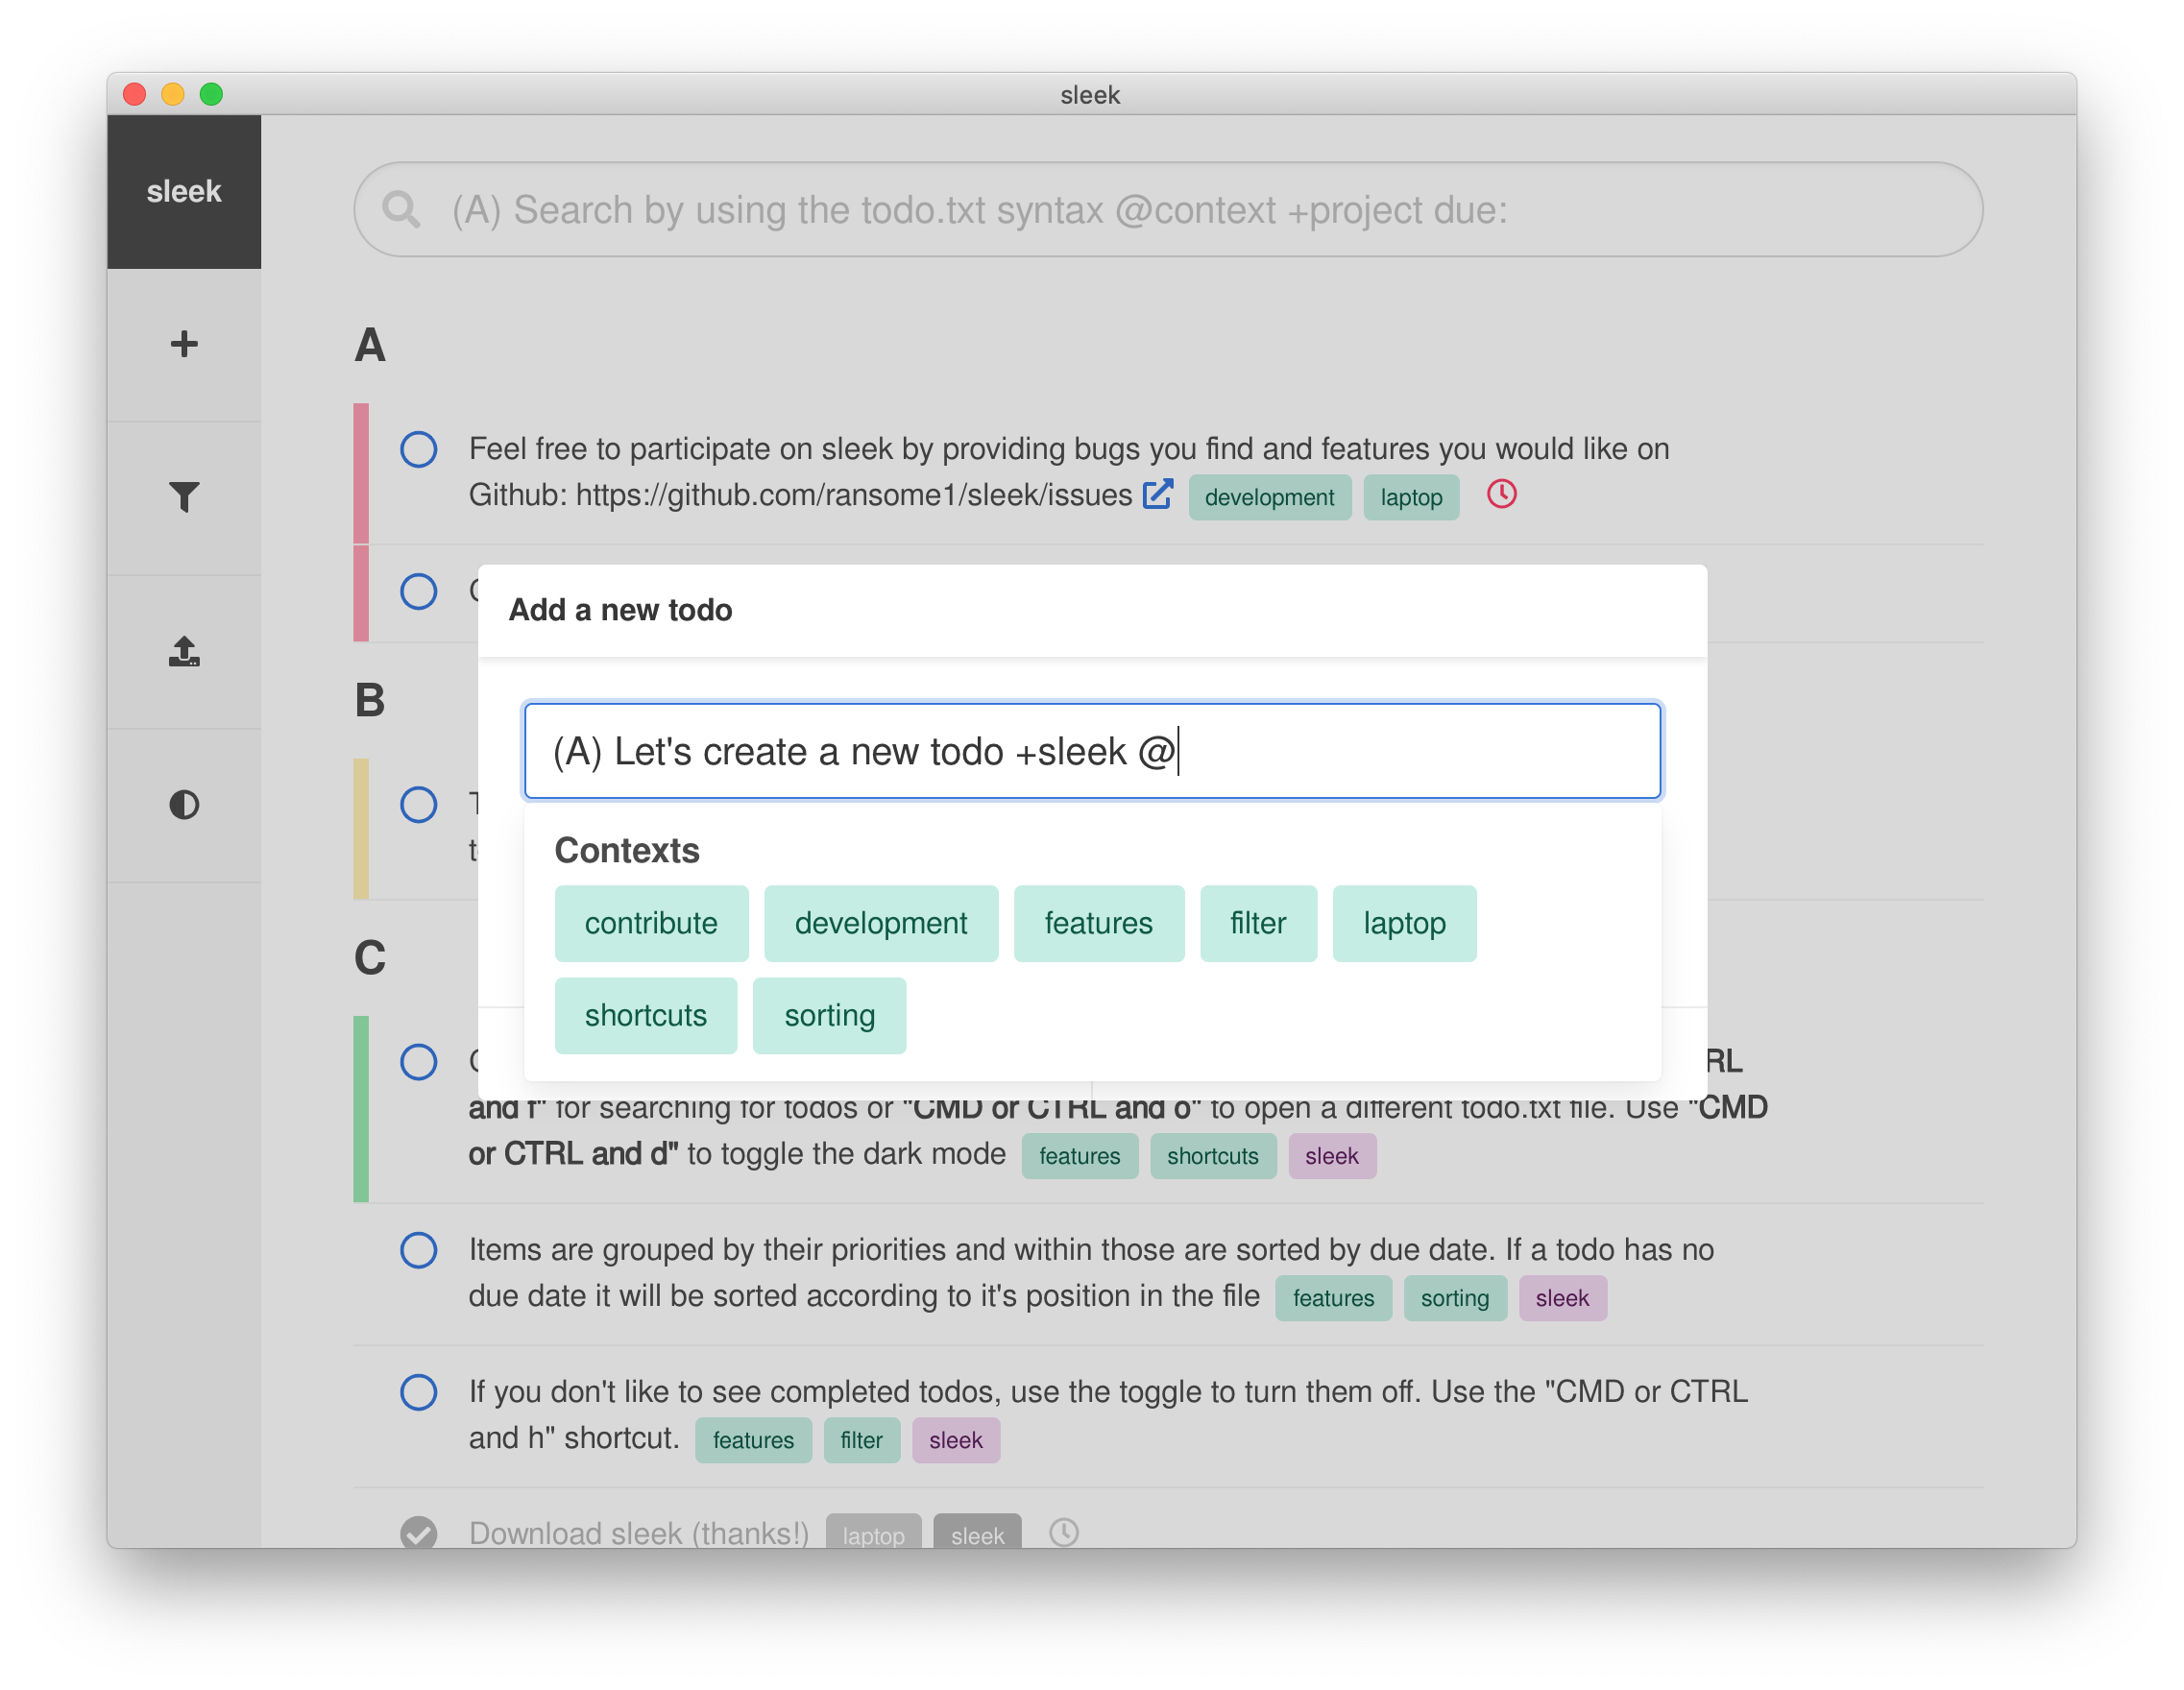 sleek
sleek
(A) Search by using the todo.txt syntax @context +project due:
A
Feel free to participate on sleek by providing bugs you find and features you would like on
Github: https://github.com/ransome1/sleek/issues development laptop
Add a new todo
(A) Let's create a new todo +sleek @
Contexts
contribute development features filter laptop
shortcuts sorting
B
C
RL
and f" for searching for todos or "CMD or CTRL and o" to open a different todo.txt file. Use "CMD
or CTRL and d" to toggle the dark mode features shortcuts sleek
Items are grouped by their priorities and within those are sorted by due date. If a todo has no
due date it will be sorted according to it's position in the file features sorting sleek
If you don't like to see completed todos, use the toggle to turn them off. Use the "CMD or CTRL
and h" shortcut. features filter sleek
Download sleek (thanks!) laptop sleek